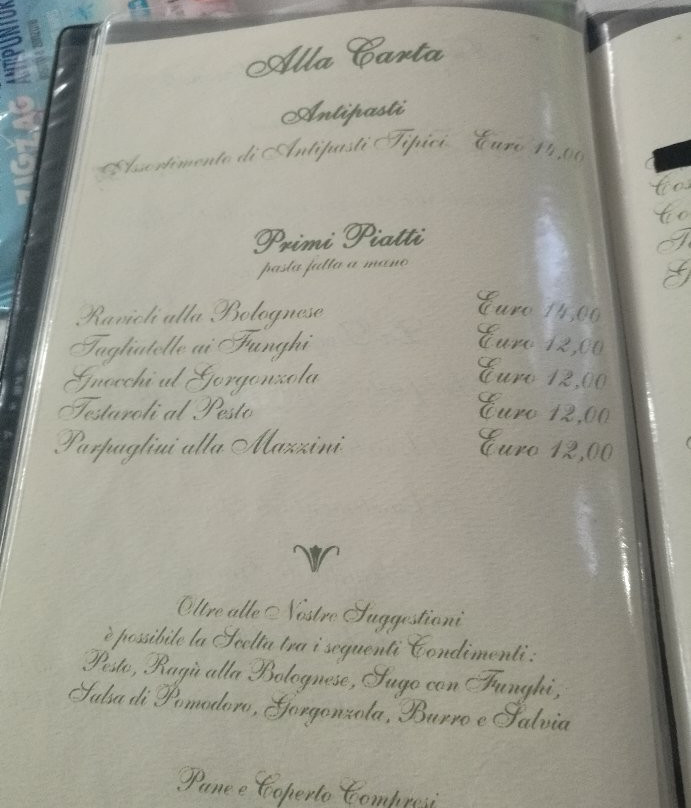 ANTIPUNTURA
ZIGZAG
Alla Carta
Antipasti
Assortimento di Antipasti Tipici Euro 14,00
Primi Piatti
pasta fatta a mano
Ravioli alla Bolognese Euro 14,00
Tagliatelle ai Funghi Euro 12,00
Gnocchi al Gorgonzola Euro 12,00
Testaroli al Pesto Euro 12,00
Parpagliui alla Mazzini Euro 12,00
Oltre alle Nostre Suggestioni
è possibile la Scelta tra i seguenti Condimenti:
Pesto, Ragù alla Bolognese, Sugo con Funghi,
Salsa di Pomodoro, Gorgonzola, Burro e Salvia
Pane e Coperto Compresi